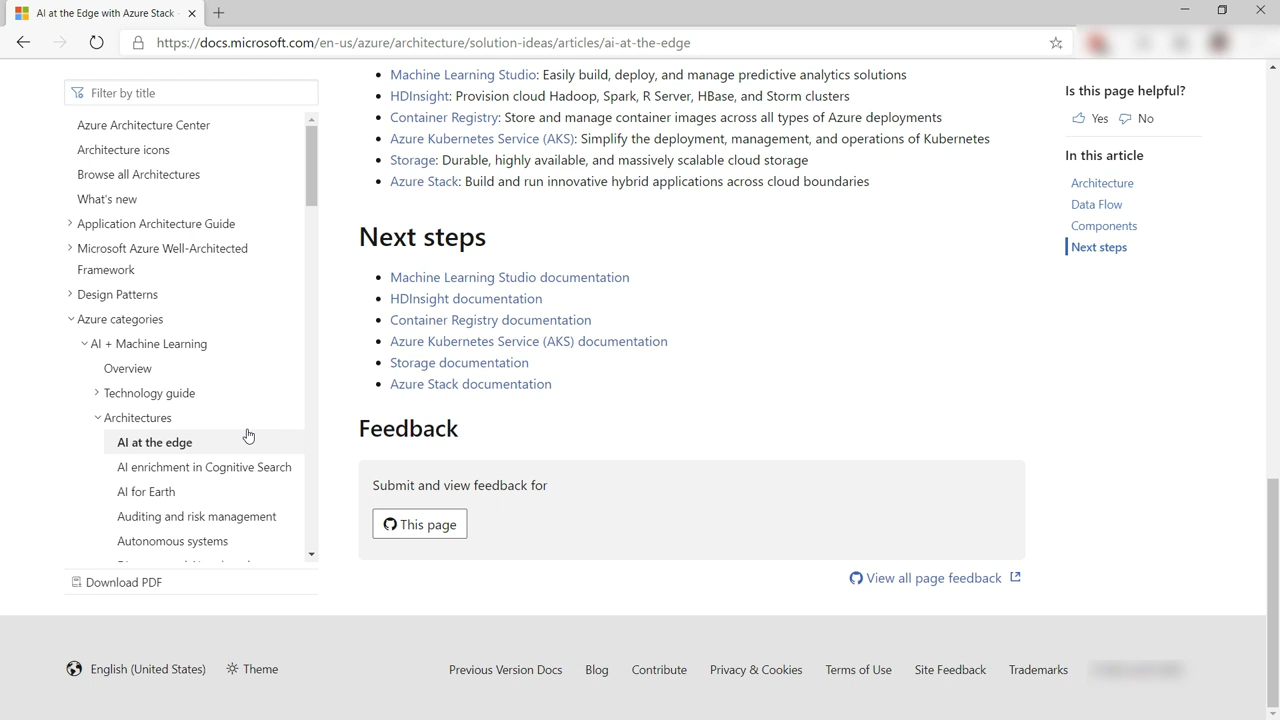 AI at the Edge with Azure Stack
https://docs.microsoft.com/en-us/azure/architecture/solution-ideas/articles/ai-at-the-edge
Filter by title
Azure Architecture Center
Architecture icons
Browse all Architectures
What's new
Application Architecture Guide
Microsoft Azure Well-Architected
Framework
Design Patterns
Azure categories
AI + Machine Learning
Overview
Technology guide
Architectures
AI at the edge
AI enrichment in Cognitive Search
AI for Earth
Auditing and risk management
Autonomous systems
Download PDF
Machine Learning Studio: Easily build, deploy, and manage predictive analytics solutions
HDInsight: Provision cloud Hadoop, Spark, R Server, HBase, and Storm clusters
Container Registry: Store and manage container images across all types of Azure deployments
Azure Kubernetes Service (AKS): Simplify the deployment, management, and operations of Kubernetes
Storage: Durable, highly available, and massively scalable cloud storage
Azure Stack: Build and run innovative hybrid applications across cloud boundaries
Next steps
Machine Learning Studio documentation
HDInsight documentation
Container Registry documentation
Azure Kubernetes Service (AKS) documentation
Storage documentation
Azure Stack documentation
Feedback
Submit and view feedback for
This page
View all page feedback
Is this page helpful?
Yes No
In this article
Architecture
Data Flow
Components
Next steps
English (United States) Theme
Previous Version Docs Blog Contribute Privacy & Cookies Terms of Use Site Feedback Trademarks